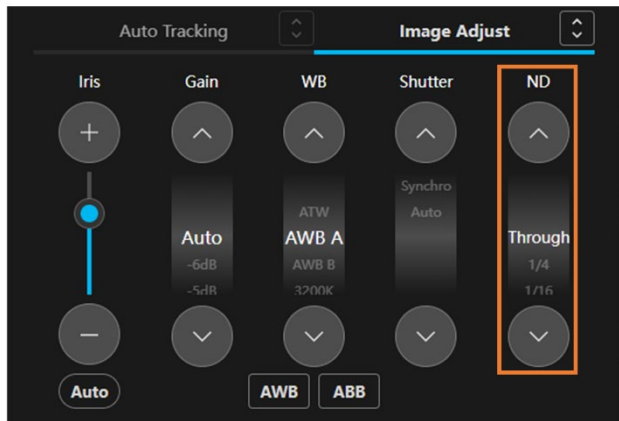 Auto Tracking
Image Adjust
Iris
Gain
WB
Shutter
ND
Synchro
ATW
Auto
Auto
AWB A
Through
-6dB
AWB B
1/4
-5dB
3200K
1/16
Auto
AWB
ABB